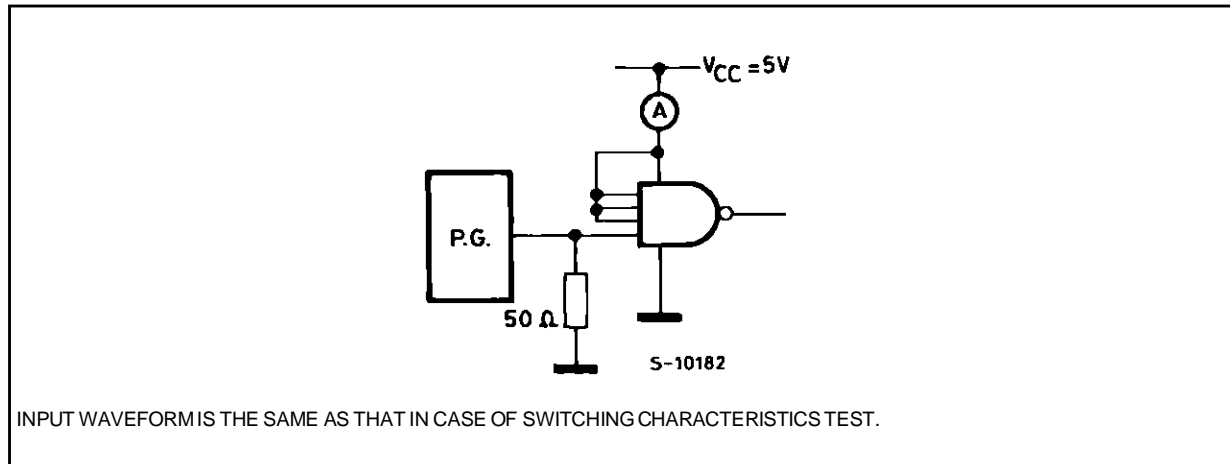 VCC = 5V
A
P.G.
50 Ω
S-10182
INPUT WAVEFORM IS THE SAME AS THAT IN CASE OF SWITCHING CHARACTERISTICS TEST.